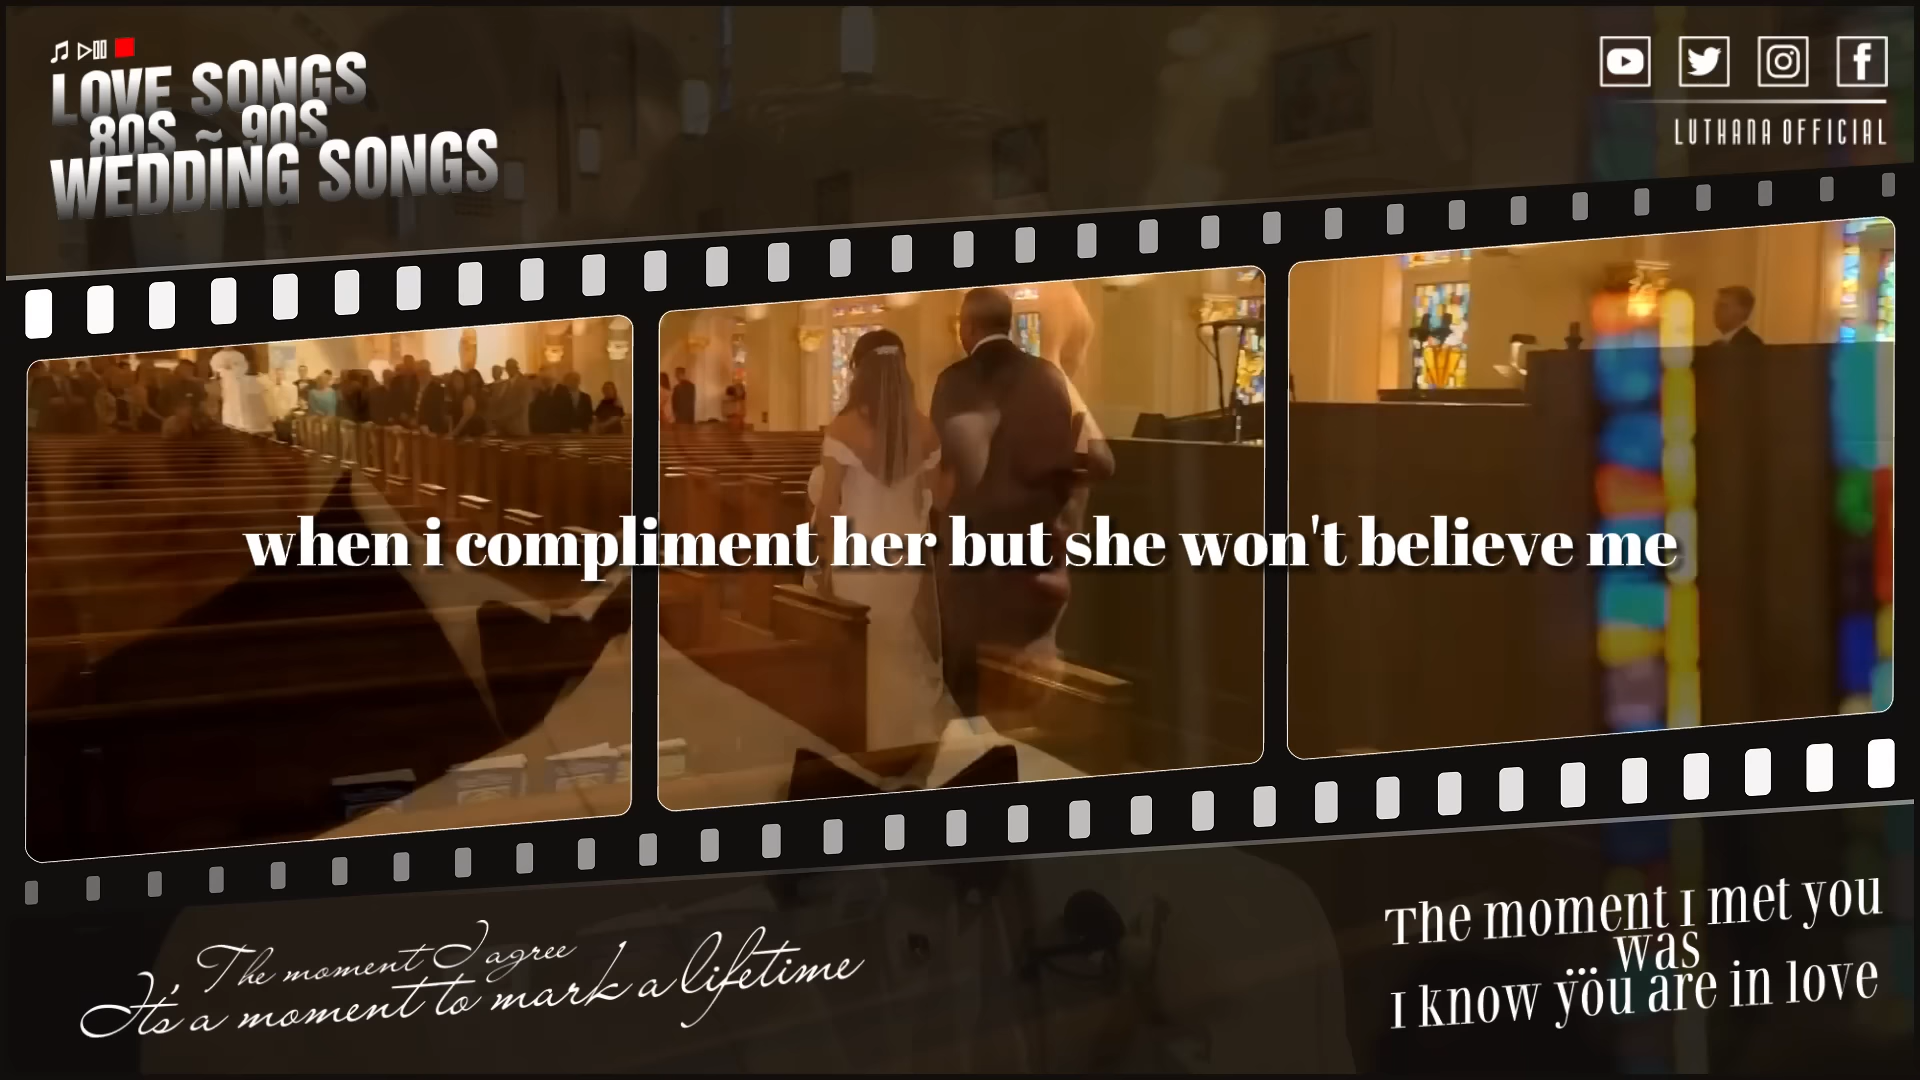 LOVE SONGS
80S ~ 90S
WEDDING SONGS
LUTHANA OFFICIAL
when i compliment her but she won't believe me
The moment I agree
It's a moment to mark a lifetime
The moment I met you
was
I know you are in love